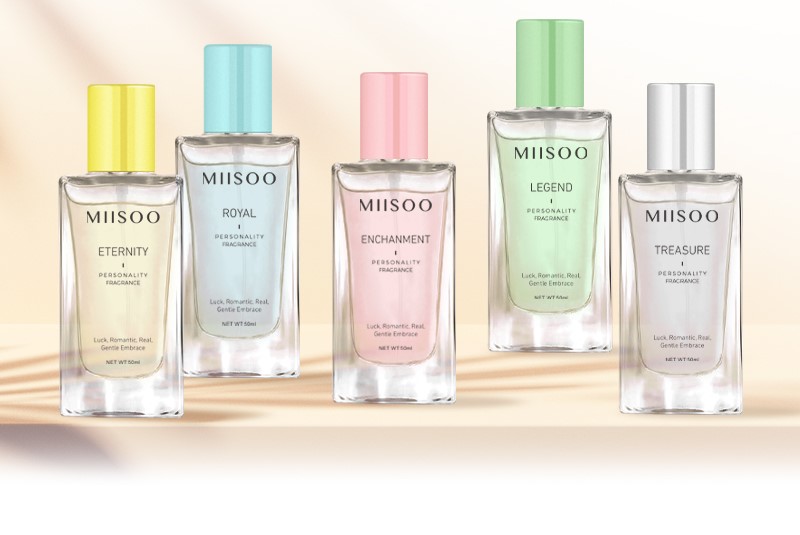 MIISOO
ETERNITY
PERSONALITY
FRAGRANCE
Luck, Romantic, Real,
Gentle Embrace
NET WT 50ml
MIISOO
ROYAL
PERSONALITY
FRAGRANCE
Luck, Romantic, Real,
Gentle Embrace
NET WT 50ml
MIISOO
ENCHANMENT
PERSONALITY
FRAGRANCE
Luck, Romantic, Real,
Gentle Embrace
NET WT 50ml
MIISOO
LEGEND
PERSONALITY
FRAGRANCE
Luck, Romantic, Real,
Gentle Embrace
NET WT 50ml
MIISOO
TREASURE
PERSONALITY
FRAGRANCE
Luck, Romantic, Real,
Gentle Embrace
NET WT 50ml